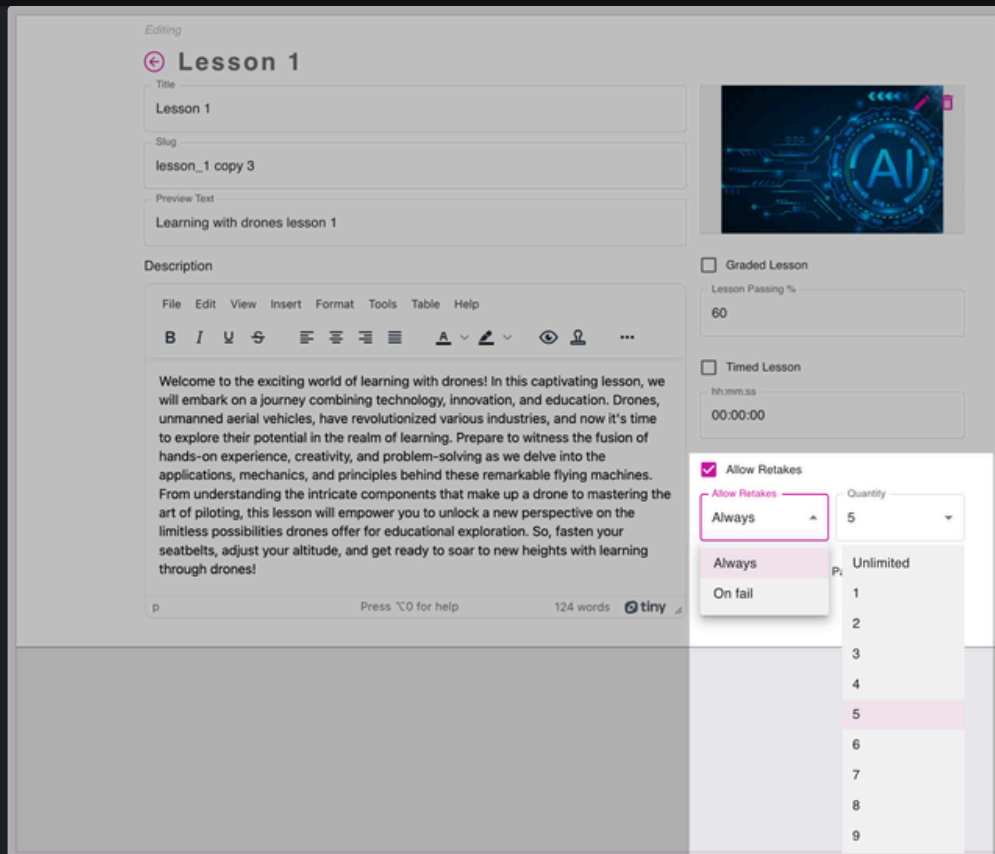 Editing
Lesson 1
Title
Lesson 1
Slug
lesson_1 copy 3
Preview Text
Learning with drones lesson 1
Description
File Edit View Insert Format Tools Table Help
B I U S A
Welcome to the exciting world of learning with drones! In this captivating lesson, we
will embark on a journey combining technology, innovation, and education. Drones,
unmanned aerial vehicles, have revolutionized various industries, and now it's time
to explore their potential in the realm of learning. Prepare to witness the fusion of
hands-on experience, creativity, and problem-solving as we delve into the
applications, mechanics, and principles behind these remarkable flying machines.
From understanding the intricate components that make up a drone to mastering the
art of piloting, this lesson will empower you to unlock a new perspective on the
limitless possibilities drones offer for educational exploration. So, fasten your
seatbelts, adjust your altitude, and get ready to soar to new heights with learning
through drones!
p Press ⌥0 for help 124 words tiny
AI
Graded Lesson
Lesson Passing %
60
Timed Lesson
hh:mm:ss
00:00:00
Allow Retakes
Allow Retakes
Always
Quantity
5
Always
On fail
Unlimited
1
2
3
4
5
6
7
8
9